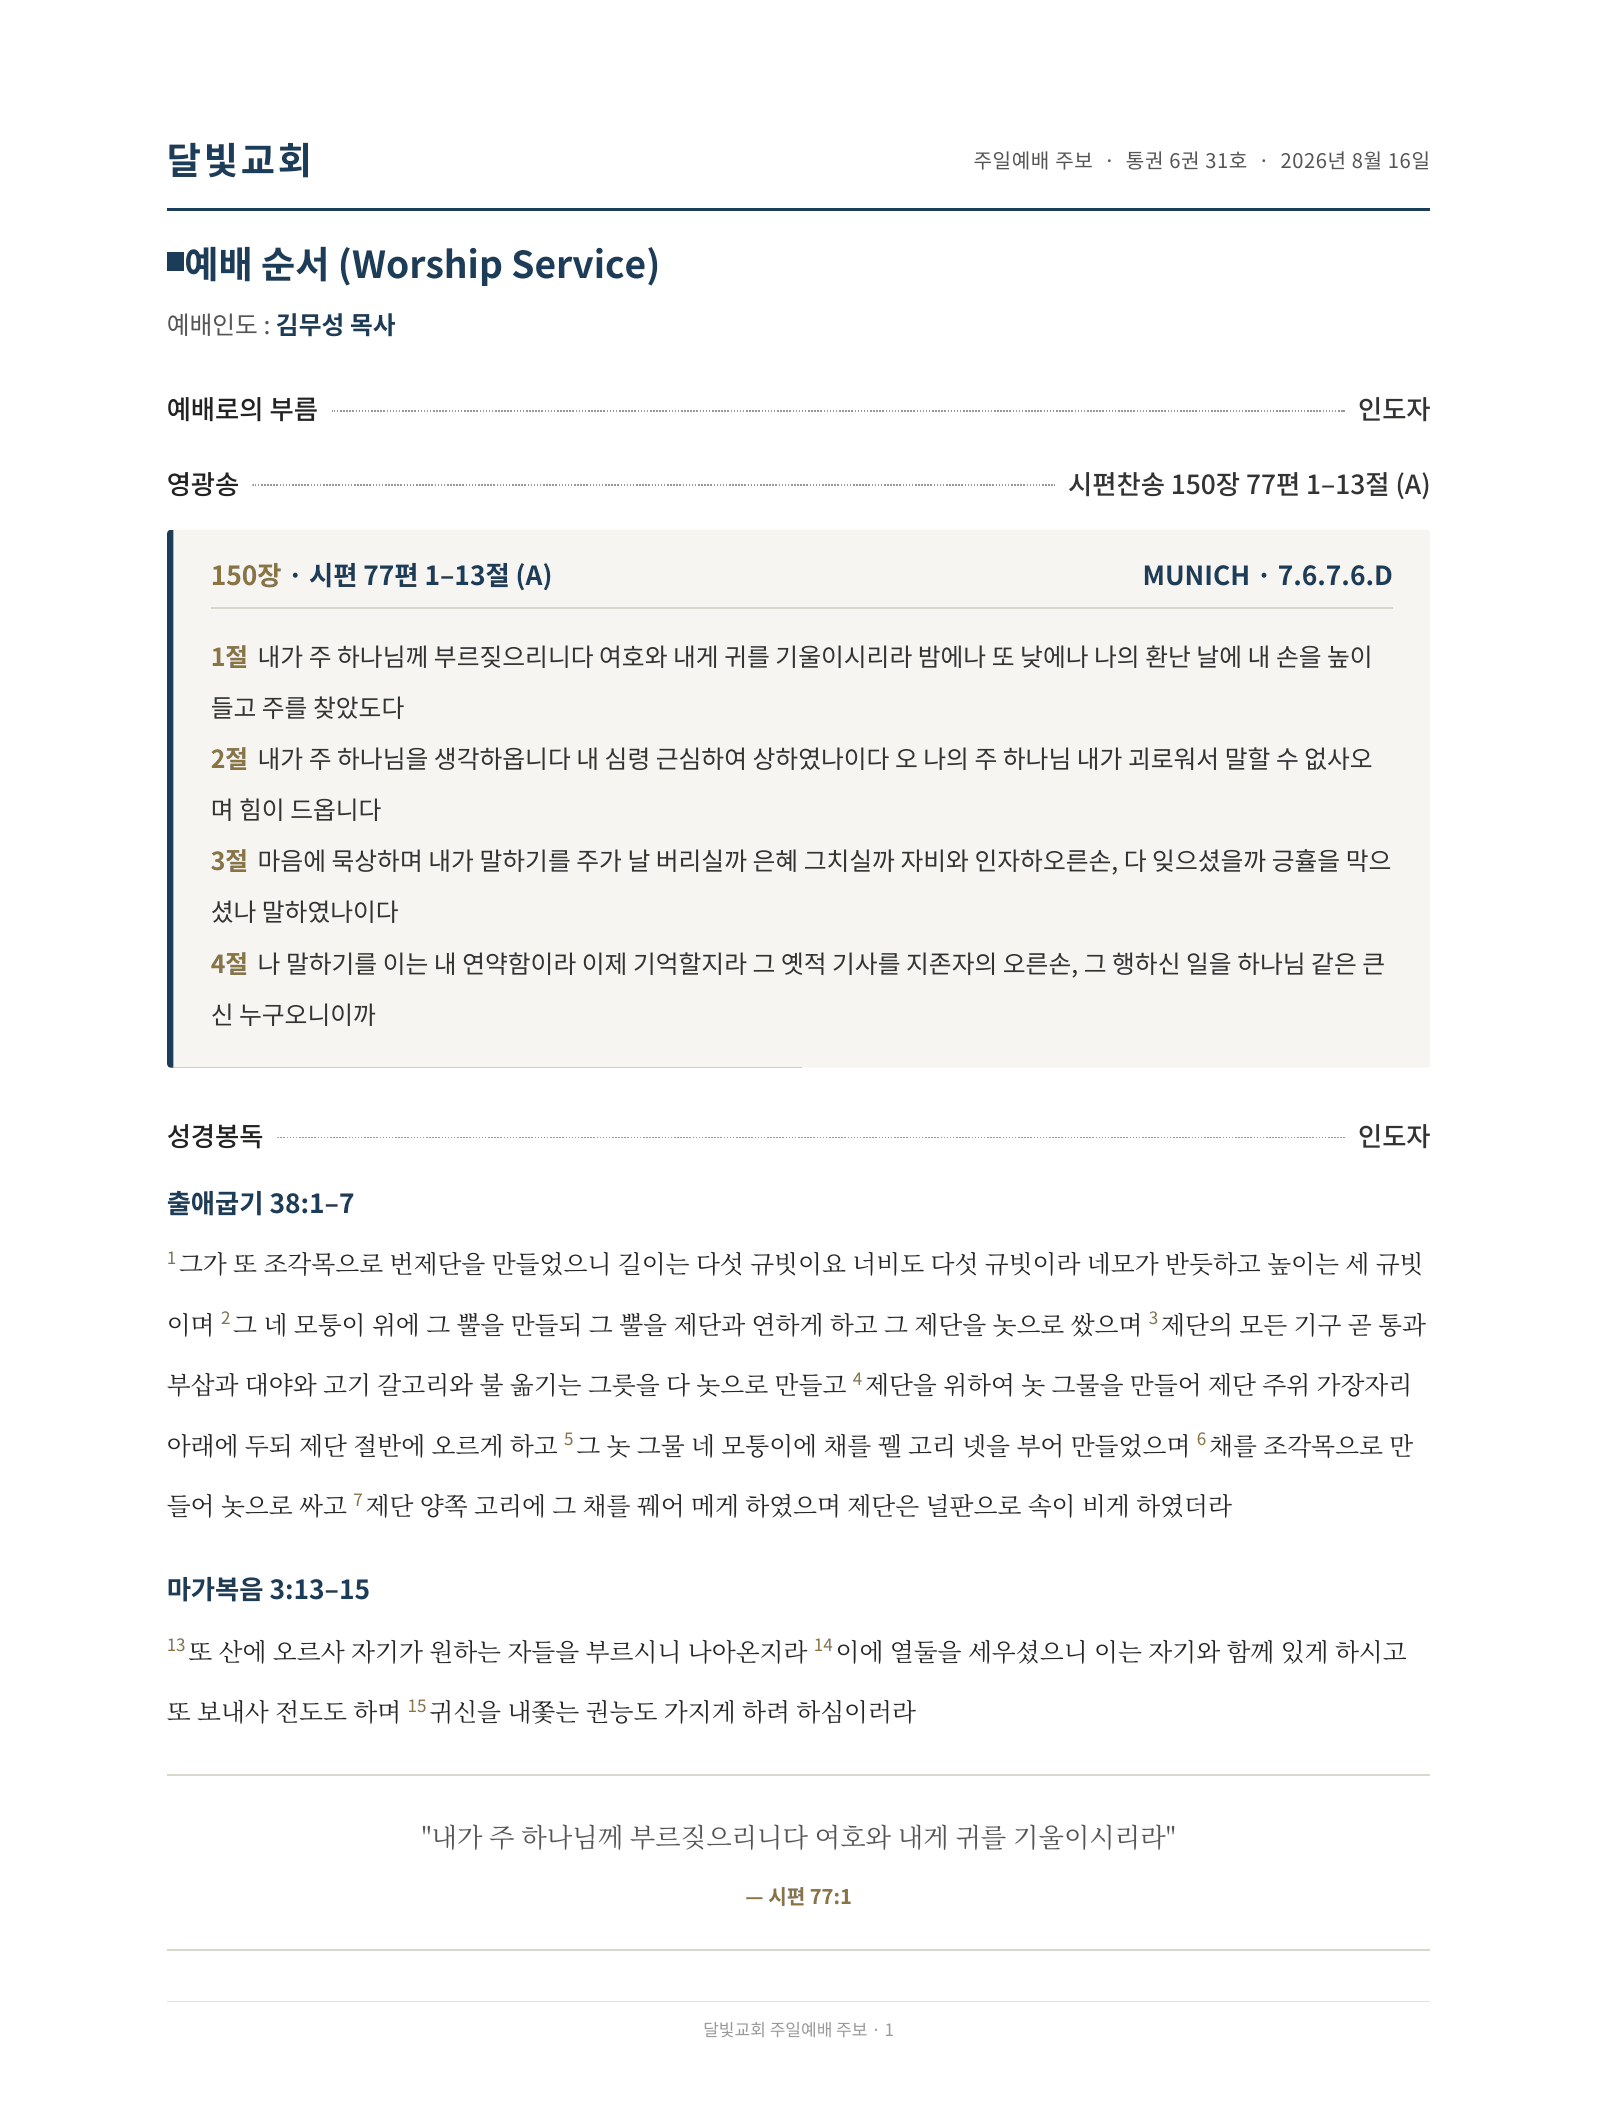 달빛교회
주일예배 주보 · 통권 6권 31호 · 2026년 8월 16일
■예배 순서 (Worship Service)
예배인도 : 김무성 목사
예배로의 부름 인도자
영광송 시편찬송 150장 77편 1–13절 (A)
150장 · 시편 77편 1–13절 (A) MUNICH · 7.6.7.6.D
1절 내가 주 하나님께 부르짖으리니다 여호와 내게 귀를 기울이시리라 밤에나 또 낮에나 나의 환난 날에 내 손을 높이
들고 주를 찾았도다
2절 내가 주 하나님을 생각하옵니다 내 심령 근심하여 상하였나이다 오 나의 주 하나님 내가 괴로워서 말할 수 없사오
며 힘이 드옵니다
3절 마음에 묵상하며 내가 말하기를 주가 날 버리실까 은혜 그치실까 자비와 인자하오른손, 다 잊으셨을까 긍휼을 막으
셨나 말하였나이다
4절 나 말하기를 이는 내 연약함이라 이제 기억할지라 그 옛적 기사를 지존자의 오른손, 그 행하신 일을 하나님 같은 큰
신 누구오니이까
성경봉독 인도자
출애굽기 38:1–7
1 그가 또 조각목으로 번제단을 만들었으니 길이는 다섯 규빗이요 너비도 다섯 규빗이라 네모가 반듯하고 높이는 세 규빗
이며 2 그 네 모퉁이 위에 그 뿔을 만들되 그 뿔을 제단과 연하게 하고 그 제단을 놋으로 쌌으며 3 제단의 모든 기구 곧 통과
부삽과 대야와 고기 갈고리와 불 옮기는 그릇을 다 놋으로 만들고 4 제단을 위하여 놋 그물을 만들어 제단 주위 가장자리
아래에 두되 제단 절반에 오르게 하고 5 그 놋 그물 네 모퉁이에 채를 꿸 고리 넷을 부어 만들었으며 6 채를 조각목으로 만
들어 놋으로 싸고 7 제단 양쪽 고리에 그 채를 꿰어 메게 하였으며 제단은 널판으로 속이 비게 하였더라
마가복음 3:13–15
13 또 산에 오르사 자기가 원하는 자들을 부르시니 나아온지라 14 이에 열둘을 세우셨으니 이는 자기와 함께 있게 하시고
또 보내사 전도도 하며 15 귀신을 내쫓는 권능도 가지게 하려 하심이러라
"내가 주 하나님께 부르짖으리니다 여호와 내게 귀를 기울이시리라"
— 시편 77:1
달빛교회 주일예배 주보 · 1